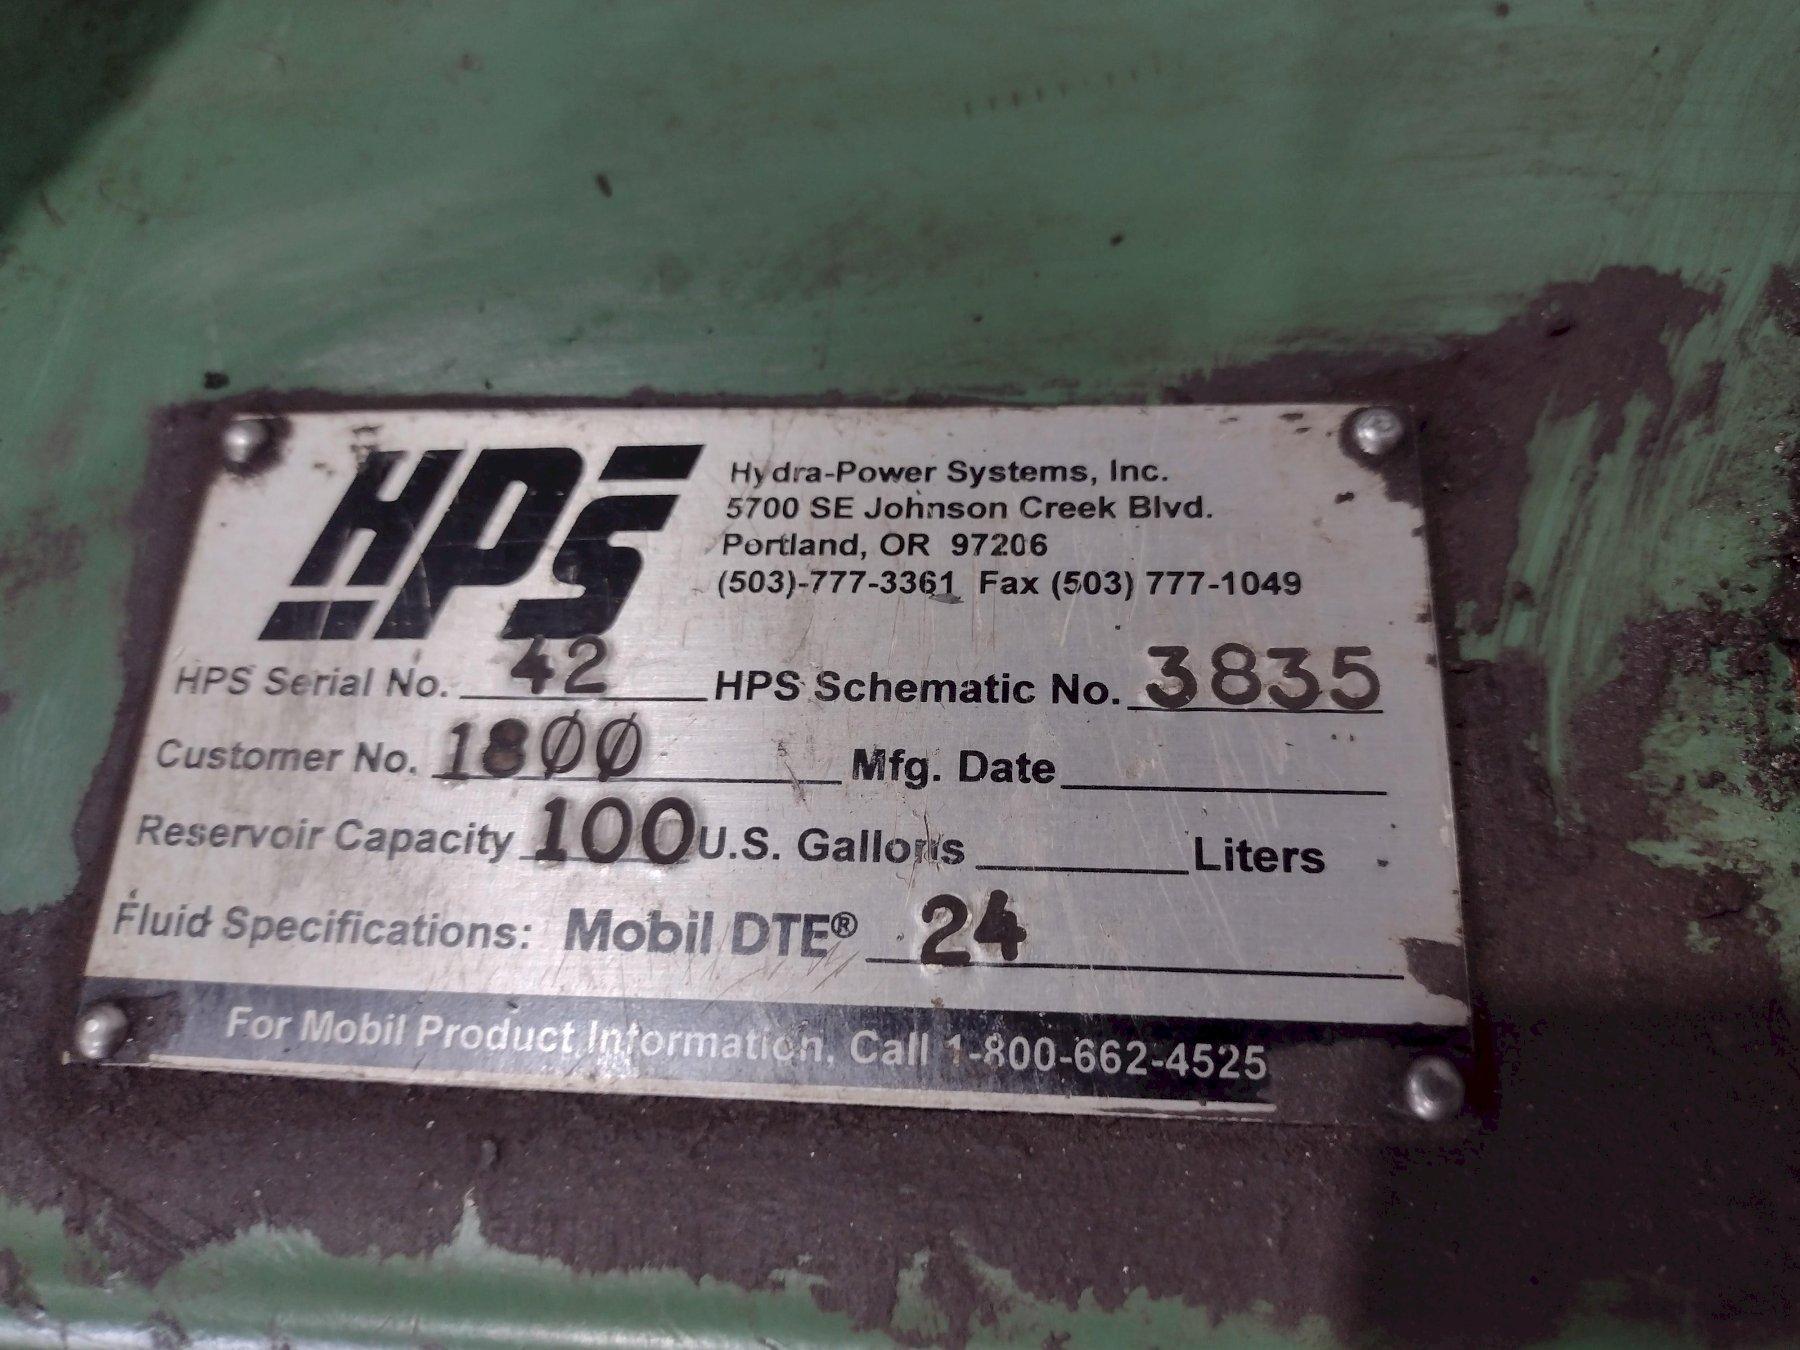 HPS
Hydra-Power Systems, Inc.
5700 SE Johnson Creek Blvd.
Portland, OR 97206
(503)-777-3361 Fax (503) 777-1049
HPS Serial No. 42 HPS Schematic No. 3835
Customer No. 18ØØ Mfg. Date
Reservoir Capacity 100 U.S. Gallons Liters
Fluid Specifications: Mobil DTE® 24
For Mobil Product Information, Call 1-800-662-4525